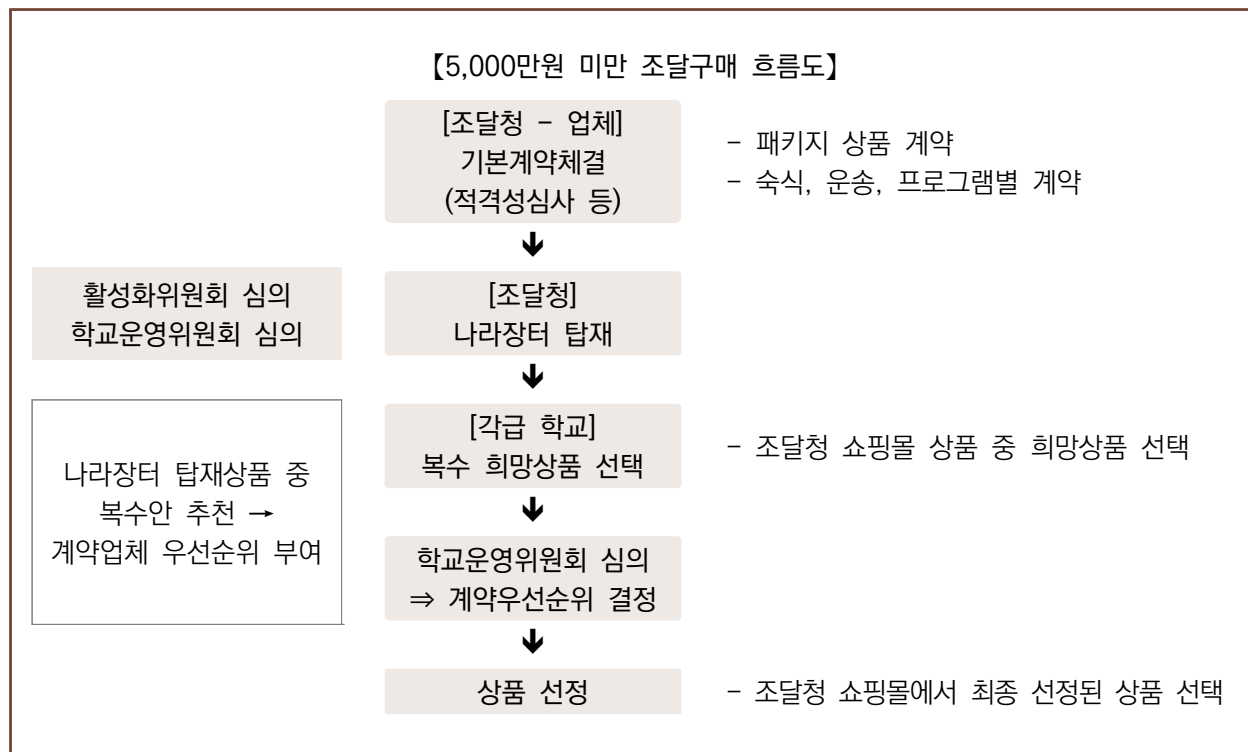 【5,000만원 미만 조달구매 흐름도】
[조달청 – 업체]
기본계약체결
(적격성심사 등)
– 패키지 상품 계약
– 숙식, 운송, 프로그램별 계약
🡻
활성화위원회 심의
학교운영위원회 심의
[조달청]
나라장터 탑재
🡻
나라장터 탑재상품 중
복수안 추천 →
계약업체 우선순위 부여
[각급 학교]
복수 희망상품 선택
– 조달청 쇼핑몰 상품 중 희망상품 선택
🡻
학교운영위원회 심의
⇒ 계약우선순위 결정
🡻
상품 선정
– 조달청 쇼핑몰에서 최종 선정된 상품 선택